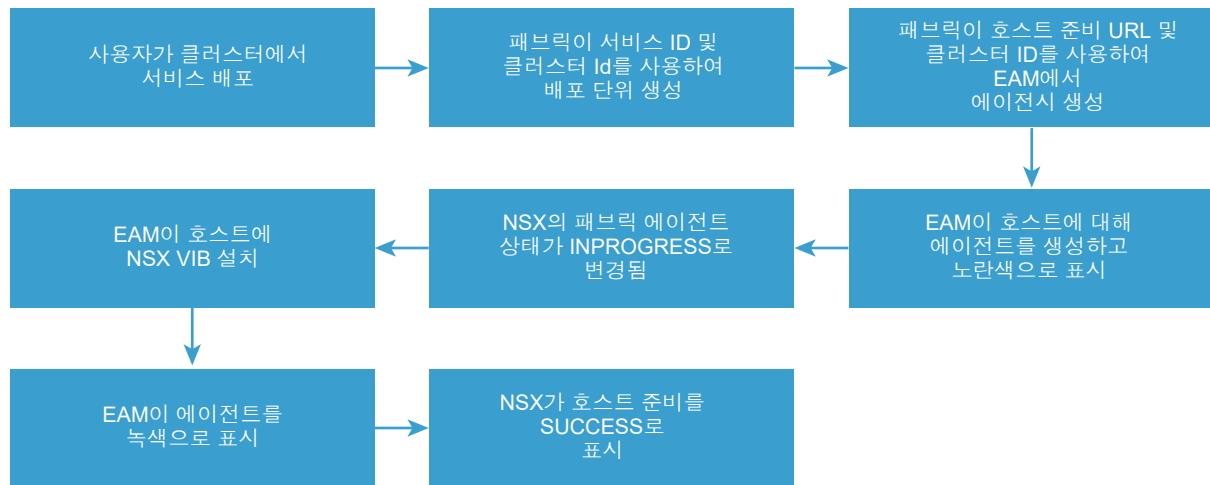 사용자가 클러스터에서
서비스 배포
패브릭이 서비스 ID 및
클러스터 Id를 사용하여
배포 단위 생성
패브릭이 호스트 준비 URL 및
클러스터 ID를 사용하여
EAM에서
에이전시 생성
EAM이 호스트에 대해
에이전트를 생성하고
노란색으로 표시
NSX의 패브릭 에이전트
상태가 INPROGRESS로
변경됨
EAM이 호스트에
NSX VIB 설치
EAM이 에이전트를
녹색으로 표시
NSX가 호스트 준비를
SUCCESS로
표시